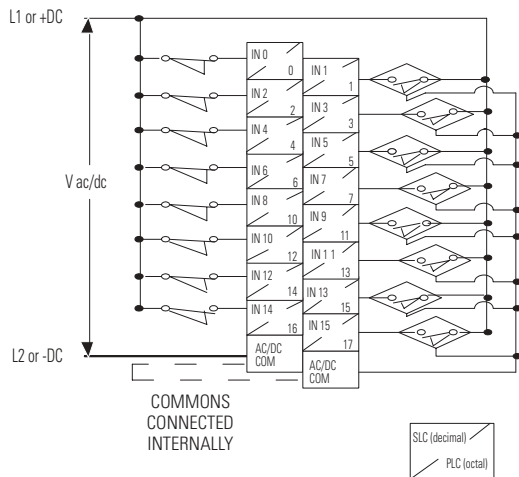 L1 or +DC
V ac/dc
L2 or -DC
IN 0
0
IN 1
1
IN 2
2
IN 3
3
IN 4
4
IN 5
5
IN 6
6
IN 7
7
IN 8
10
IN 9
11
IN 10
12
IN 1 1
13
IN 12
14
IN 13
15
IN 14
16
IN 15
17
AC/DC
COM
AC/DC
COM
COMMONS
CONNECTED
INTERNALLY
SLC (decimal)
PLC (octal)